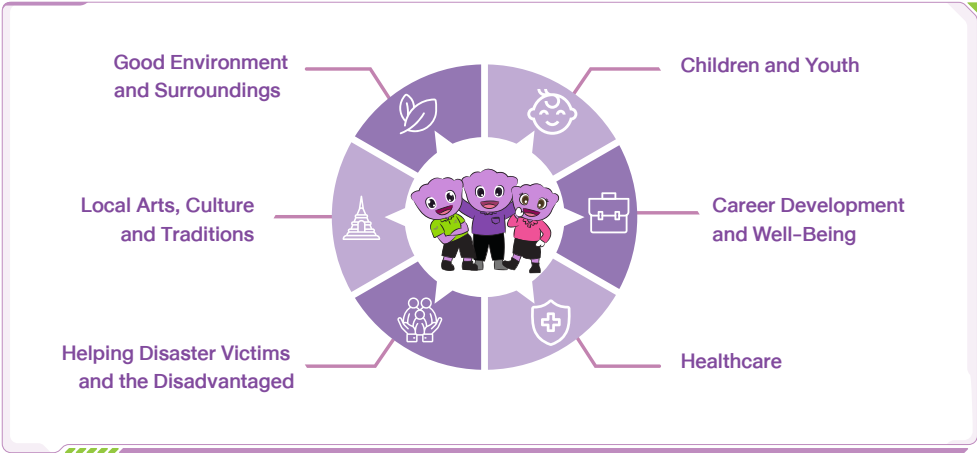 Good Environment
and Surroundings
Children and Youth
Local Arts, Culture
and Traditions
Career Development
and Well-Being
Helping Disaster Victims
and the Disadvantaged
Healthcare